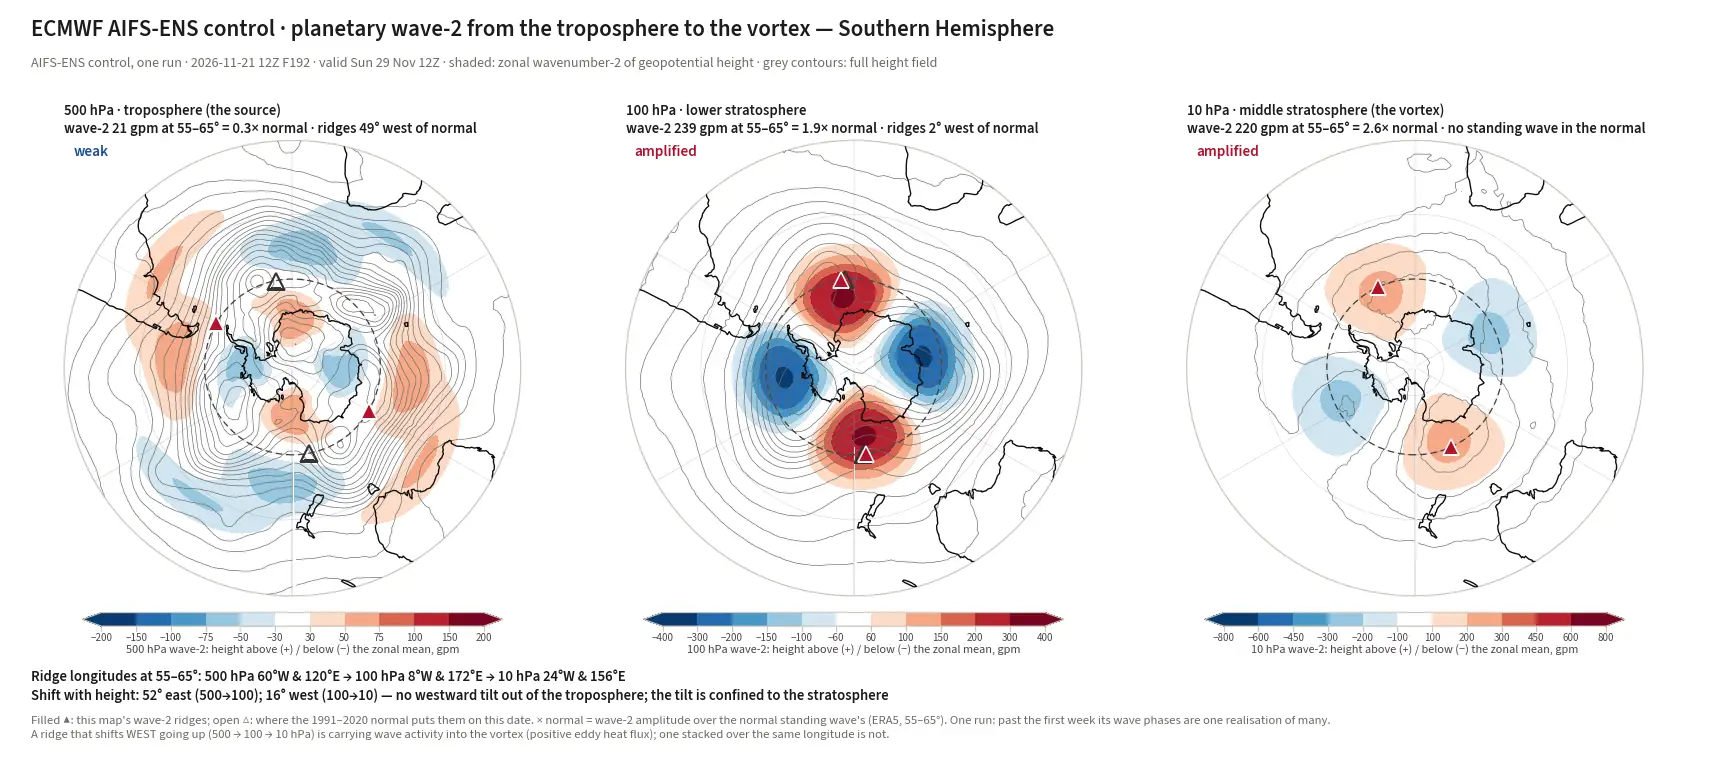 ECMWF AIFS-ENS control · planetary wave-2 from the troposphere to the vortex — Southern Hemisphere
AIFS-ENS control, one run · 2026-11-21 12Z F192 · valid Sun 29 Nov 12Z · shaded: zonal wavenumber-2 of geopotential height · grey contours: full height field
500 hPa · troposphere (the source)
wave-2 21 gpm at 55–65° = 0.3× normal · ridges 49° west of normal
weak
100 hPa · lower stratosphere
wave-2 239 gpm at 55–65° = 1.9× normal · ridges 2° west of normal
amplified
10 hPa · middle stratosphere (the vortex)
wave-2 220 gpm at 55–65° = 2.6× normal · no standing wave in the normal
amplified
−200 −150 −100 −75 −50 −30 30 50 75 100 150 200
500 hPa wave-2: height above (+) / below (−) the zonal mean, gpm
−400 −300 −200 −150 −100 −60 60 100 150 200 300 400
100 hPa wave-2: height above (+) / below (−) the zonal mean, gpm
−800 −600 −450 −300 −200 −100 100 200 300 450 600 800
10 hPa wave-2: height above (+) / below (−) the zonal mean, gpm
Ridge longitudes at 55–65°: 500 hPa 60°W & 120°E → 100 hPa 8°W & 172°E → 10 hPa 24°W & 156°E
Shift with height: 52° east (500→100); 16° west (100→10) — no westward tilt out of the troposphere; the tilt is confined to the stratosphere
Filled ▲: this map's wave-2 ridges; open △: where the 1991–2020 normal puts them on this date. × normal = wave-2 amplitude over the normal standing wave's (ERA5, 55–65°). One run: past the first week its wave phases are one realisation of many.
A ridge that shifts WEST going up (500 → 100 → 10 hPa) is carrying wave activity into the vortex (positive eddy heat flux); one stacked over the same longitude is not.